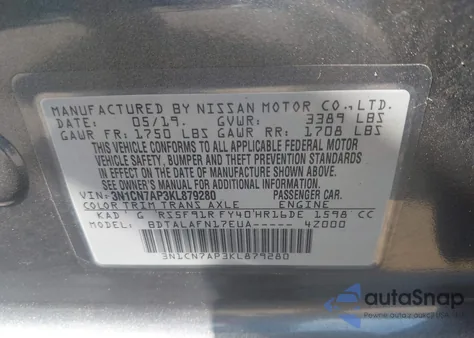 MANUFACTURED BY NISSAN MOTOR CO.,LTD.
DATE: 05/19. GVWR: 3389 LBS
GAWR FR: 1750 LBS GAWR RR: 1708 LBS
THIS VEHICLE CONFORMS TO ALL APPLICABLE FEDERAL MOTOR
VEHICLE SAFETY, BUMPER AND THEFT PREVENTION STANDARDS
IN EFFECT ON THE DATE OF MANUFACTURE SHOWN ABOVE.
SEE OWNER'S MANUAL FOR ADDITIONAL INFORMATION
VIN: 3N1CN7AP3KL879280 PASSENGER CAR.
COLOR TRIM TRANS AXLE ENGINE
KAD G RISF91R FY40 HR16DE 1598 CC
MODEL: BDTALAFN17EUA----- 4Z000
3N1CN7AP3KL879280
autoSnap